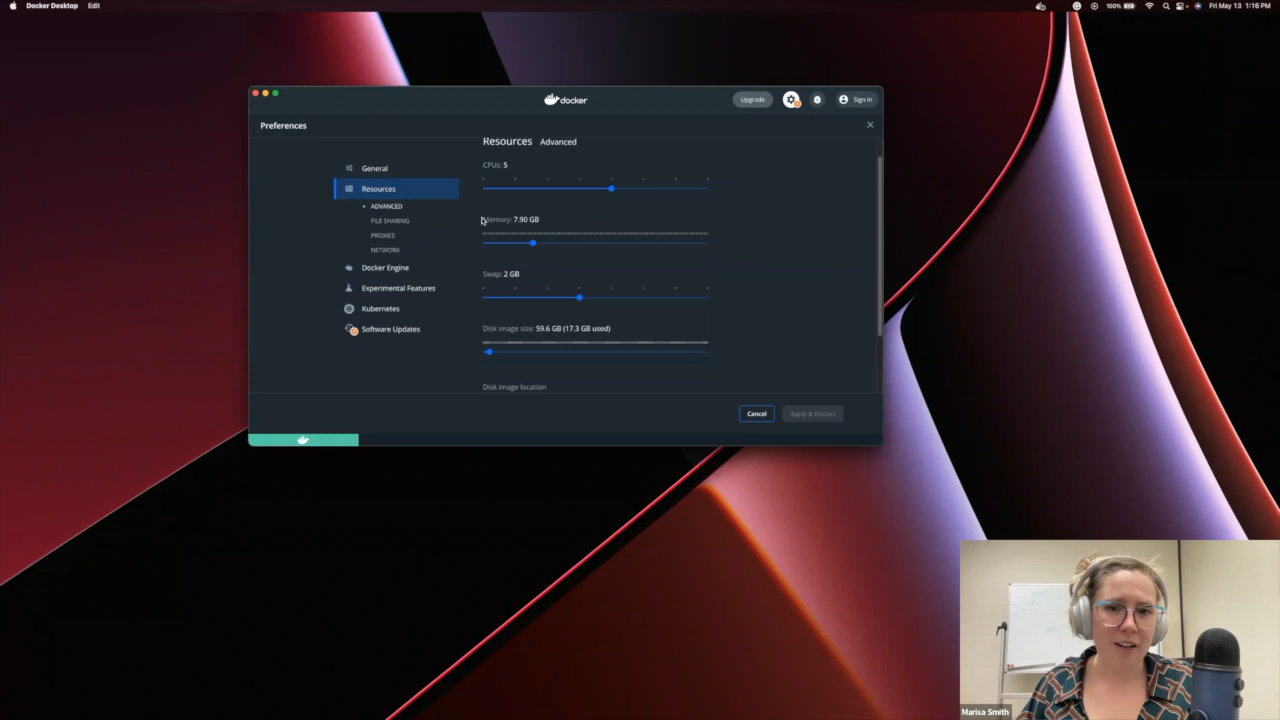 Docker Desktop Edit 100% Fri May 13 1:16 PM
docker
Upgrade
Sign in
Preferences
Resources Advanced
General
Resources
ADVANCED
FILE SHARING
PROXIES
NETWORK
Docker Engine
Experimental Features
Kubernetes
Software Updates
CPUs: 5
Memory: 7.90 GB
Swap: 2 GB
Disk image size: 59.6 GB (17.3 GB used)
Disk image location
Cancel
Apply & Restart
Marisa Smith